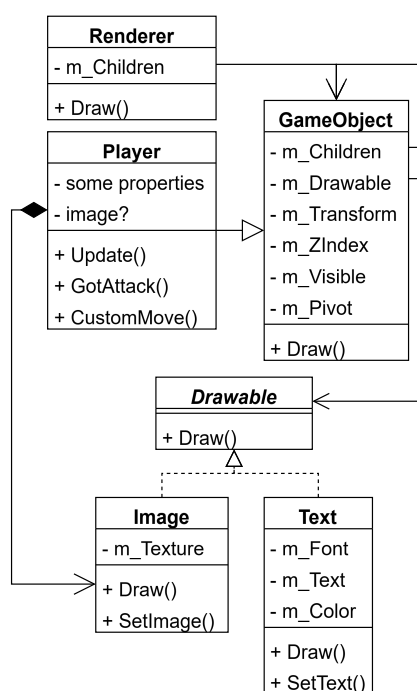 Renderer
- m_Children
+ Draw()
Player
- some properties
- image?
+ Update()
+ GotAttack()
+ CustomMove()
GameObject
- m_Children
- m_Drawable
- m_Transform
- m_ZIndex
- m_Visible
- m_Pivot
+ Draw()
Drawable
+ Draw()
Image
- m_Texture
+ Draw()
+ SetImage()
Text
- m_Font
- m_Text
- m_Color
+ Draw()
+ SetText()